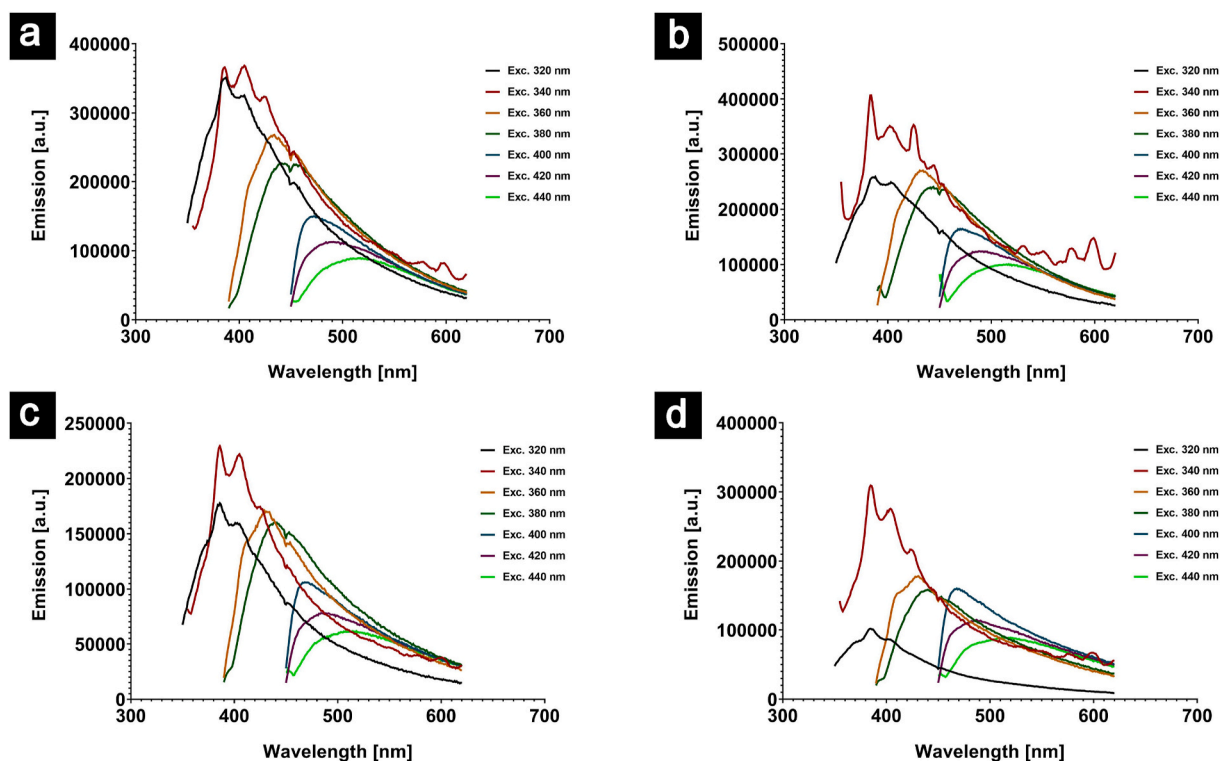 a
400000
300000
200000
100000
0
300 400 500 600 700
Emission [a.u.]
Wavelength [nm]
Exc. 320 nm
Exc. 340 nm
Exc. 360 nm
Exc. 380 nm
Exc. 400 nm
Exc. 420 nm
Exc. 440 nm
b
500000
400000
300000
200000
100000
0
300 400 500 600 700
Emission [a.u.]
Wavelength [nm]
Exc. 320 nm
Exc. 340 nm
Exc. 360 nm
Exc. 380 nm
Exc. 400 nm
Exc. 420 nm
Exc. 440 nm
c
250000
200000
150000
100000
50000
0
300 400 500 600 700
Emission [a.u.]
Wavelength [nm]
Exc. 320 nm
Exc. 340 nm
Exc. 360 nm
Exc. 380 nm
Exc. 400 nm
Exc. 420 nm
Exc. 440 nm
d
400000
300000
200000
100000
0
300 400 500 600 700
Emission [a.u.]
Wavelength [nm]
Exc. 320 nm
Exc. 340 nm
Exc. 360 nm
Exc. 380 nm
Exc. 400 nm
Exc. 420 nm
Exc. 440 nm